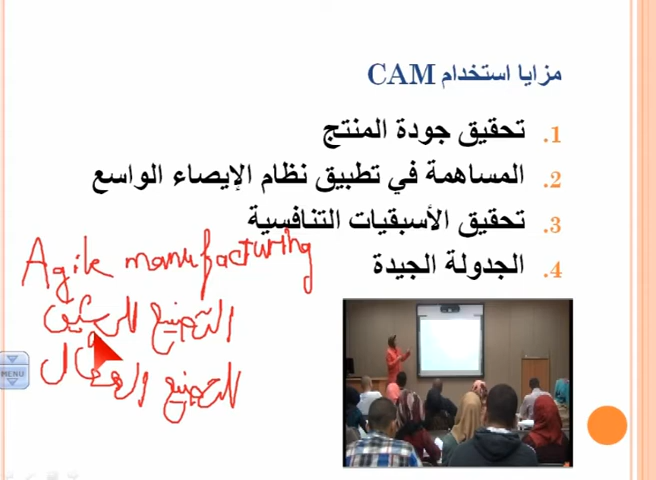 مزايا استخدام CAM
1. تحقيق جودة المنتج
2. المساهمة في تطبيق نظام الإيصاء الواسع
3. تحقيق الأسبقيات التنافسية
4. الجدولة الجيدة
Agile manufacturing
التصنيع الرشيق
التصنيع الفعال
MENU